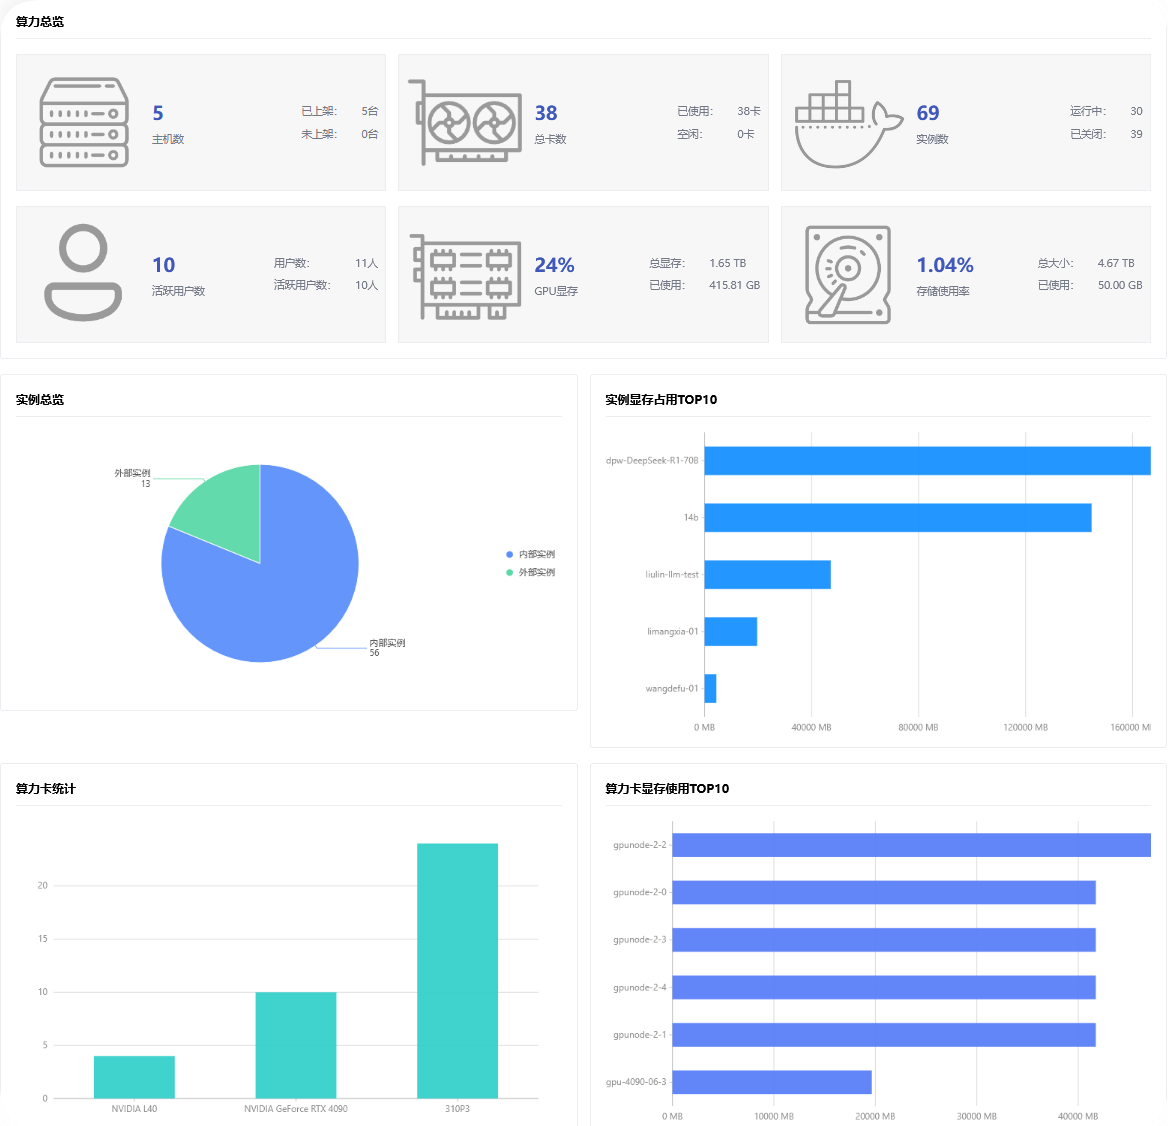 算力总览
5
主机数
已上架： 5台
未上架： 0台
38
总卡数
已使用： 38卡
空闲： 0卡
69
实例数
运行中： 30
已关闭： 39
10
活跃用户数
用户数： 11人
活跃用户数： 10人
24%
GPU显存
总显存： 1.65 TB
已使用： 415.81 GB
1.04%
存储使用率
总大小： 4.67 TB
已使用： 50.00 GB
实例总览
外部实例
13
内部实例
56
内部实例
外部实例
实例显存占用TOP10
dpw-DeepSeek-R1-70B
14b
liulin-llm-test
limangxia-01
wangdefu-01
0 MB 40000 MB 80000 MB 120000 MB 160000 M
算力卡统计
20
15
10
5
0
NVIDIA L40 NVIDIA GeForce RTX 4090 310P3
算力卡显存使用TOP10
gpunode-2-2
gpunode-2-0
gpunode-2-3
gpunode-2-4
gpunode-2-1
gpu-4090-06-3
0 MB 10000 MB 20000 MB 30000 MB 40000 MB